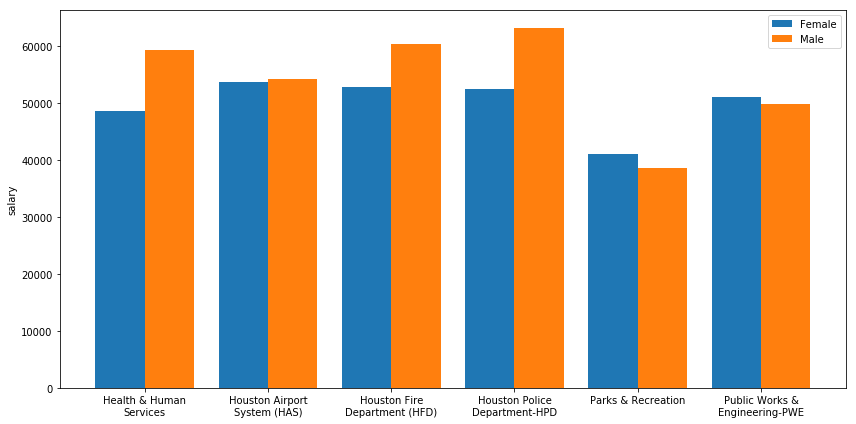 Female
Male
60000
50000
40000
30000
20000
10000
0
salary
Health & Human
Services
Houston Airport
System (HAS)
Houston Fire
Department (HFD)
Houston Police
Department-HPD
Parks & Recreation
Public Works &
Engineering-PWE